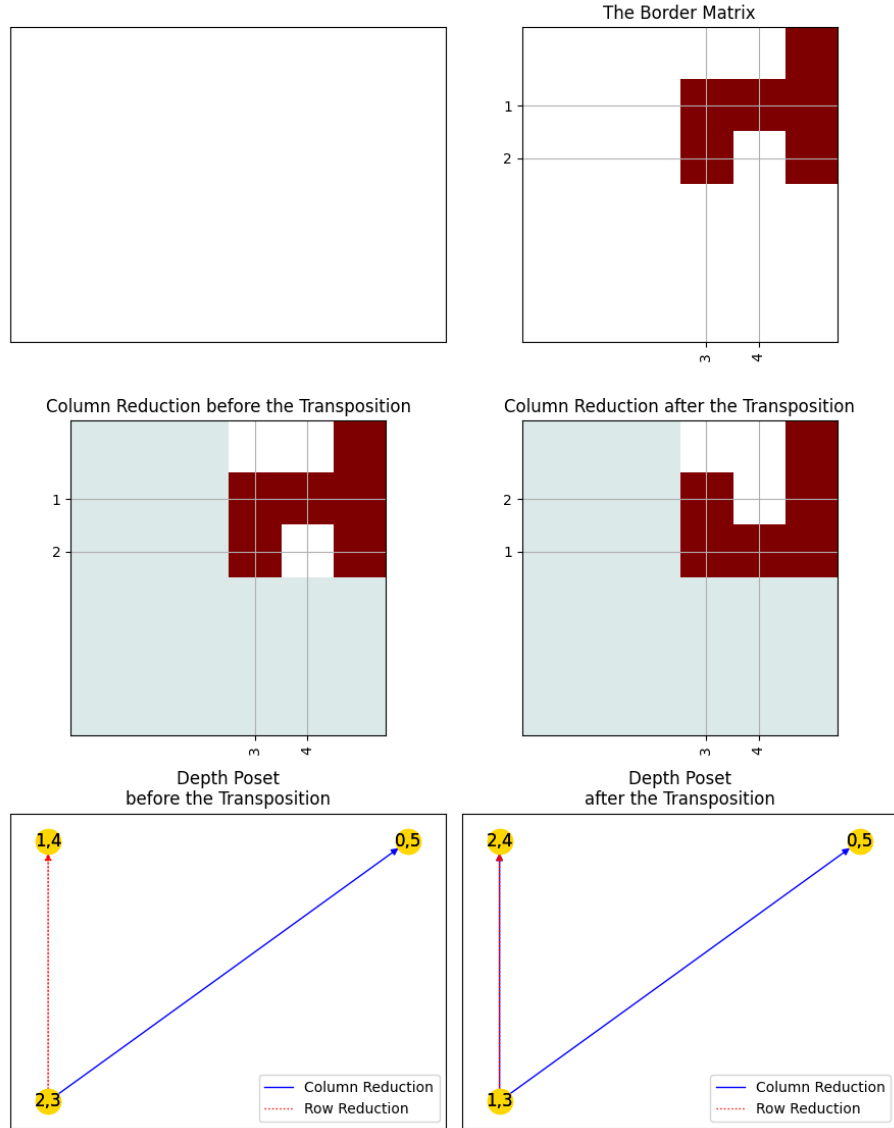 The Border Matrix
1
2
3
4
Column Reduction before the Transposition
1
2
3
4
Column Reduction after the Transposition
2
1
3
4
Depth Poset
before the Transposition
1,4
0,5
2,3
Column Reduction
Row Reduction
Depth Poset
after the Transposition
2,4
0,5
1,3
Column Reduction
Row Reduction